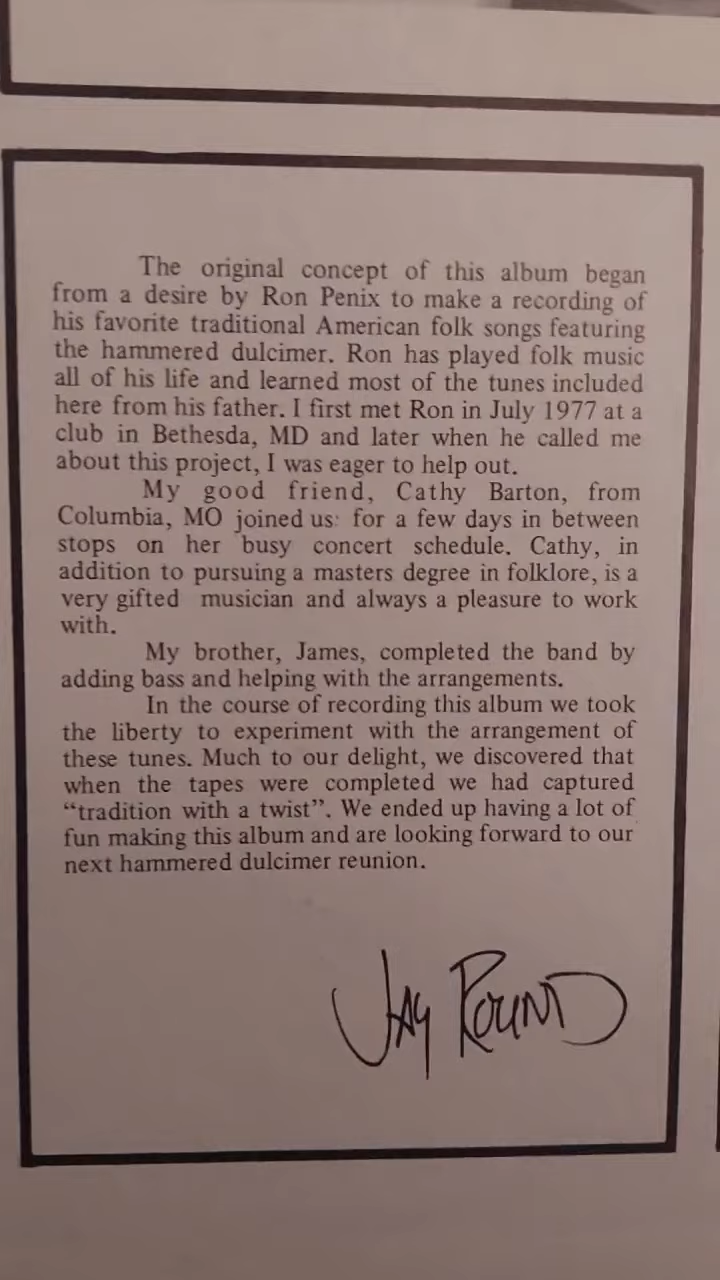 The original concept of this album began
from a desire by Ron Penix to make a recording of
his favorite traditional American folk songs featuring
the hammered dulcimer. Ron has played folk music
all of his life and learned most of the tunes included
here from his father. I first met Ron in July 1977 at a
club in Bethesda, MD and later when he called me
about this project, I was eager to help out.
My good friend, Cathy Barton, from
Columbia, MO joined us: for a few days in between
stops on her busy concert schedule. Cathy, in
addition to pursuing a masters degree in folklore, is a
very gifted musician and always a pleasure to work
with.
My brother, James, completed the band by
adding bass and helping with the arrangements.
In the course of recording this album we took
the liberty to experiment with the arrangement of
these tunes. Much to our delight, we discovered that
when the tapes were completed we had captured
“tradition with a twist”. We ended up having a lot of
fun making this album and are looking forward to our
next hammered dulcimer reunion.
Jay Round